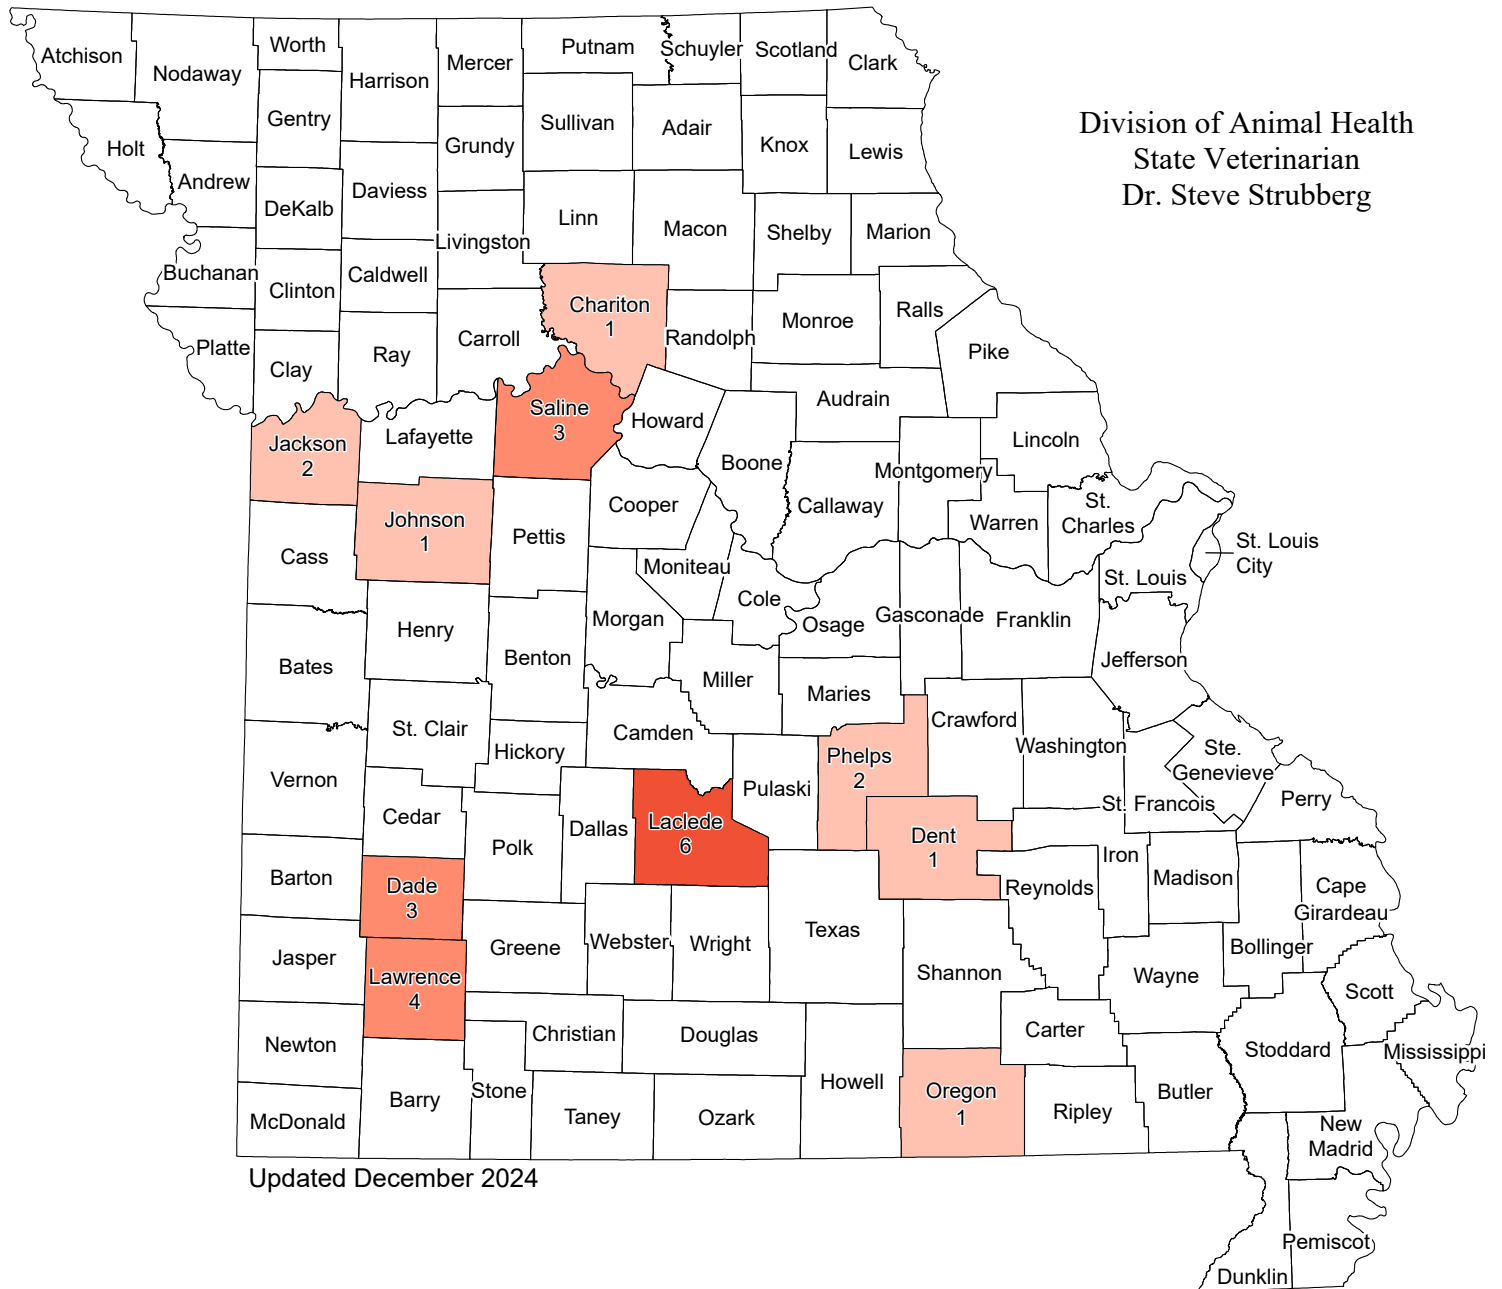 Division of Animal Health
State Veterinarian
Dr. Steve Strubberg
Atchison
Nodaway
Worth
Harrison
Mercer
Putnam
Schuyler
Scotland
Clark
Gentry
Sullivan
Adair
Knox
Lewis
Holt
Andrew
DeKalb
Daviess
Grundy
Linn
Macon
Shelby
Marion
Livingston
Buchanan
Clinton
Caldwell
Chariton
1
Carroll
Randolph
Monroe
Ralls
Pike
Platte
Clay
Ray
Saline
3
Howard
Audrain
Jackson
2
Lafayette
Boone
Montgomery
Lincoln
Cooper
Callaway
Warren
St.
Charles
Johnson
1
Pettis
Cass
Moniteau
Cole
St. Louis
City
St. Louis
Henry
Morgan
Osage
Gasconade
Franklin
Jefferson
Bates
Benton
Miller
Maries
Crawford
St. Clair
Hickory
Camden
Phelps
2
Washington
Ste.
Genevieve
Vernon
Pulaski
St. Francois
Perry
Cedar
Polk
Dallas
Laclede
6
Dent
1
Iron
Madison
Cape
Girardeau
Barton
Dade
3
Reynolds
Jasper
Lawrence
4
Greene
Webster
Wright
Texas
Shannon
Wayne
Bollinger
Scott
Newton
Christian
Douglas
Carter
Stoddard
Mississippi
McDonald
Barry
Stone
Taney
Ozark
Howell
Oregon
1
Ripley
Butler
New
Madrid
Pemiscot
Dunklin
Updated December 2024